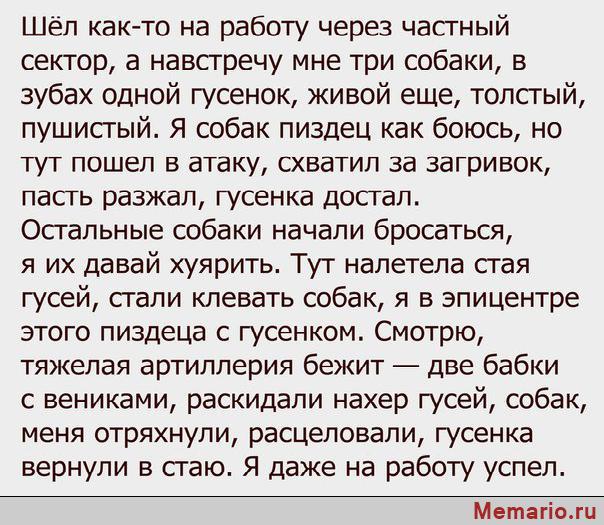 Шёл как-то на работу через частный
сектор, а навстречу мне три собаки, в
зубах одной гусенок, живой еще, толстый,
пушистый. Я собак пиздец как боюсь, но
тут пошел в атаку, схватил за загривок,
пасть разжал, гусенка достал.
Остальные собаки начали бросаться,
я их давай хуярить. Тут налетела стая
гусей, стали клевать собак, я в эпицентре
этого пиздеца с гусенком. Смотрю,
тяжелая артиллерия бежит — две бабки
с вениками, раскидали нахер гусей, собак,
меня отряхнули, расцеловали, гусенка
вернули в стаю. Я даже на работу успел.
Memario.ru